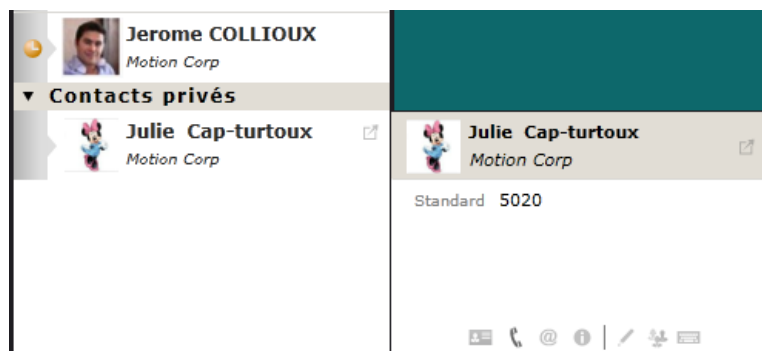 Jerome COLLIOUX
Motion Corp
Contacts privés
Julie Cap-turtoux
Motion Corp
Julie Cap-turtoux
Motion Corp
Standard 5020